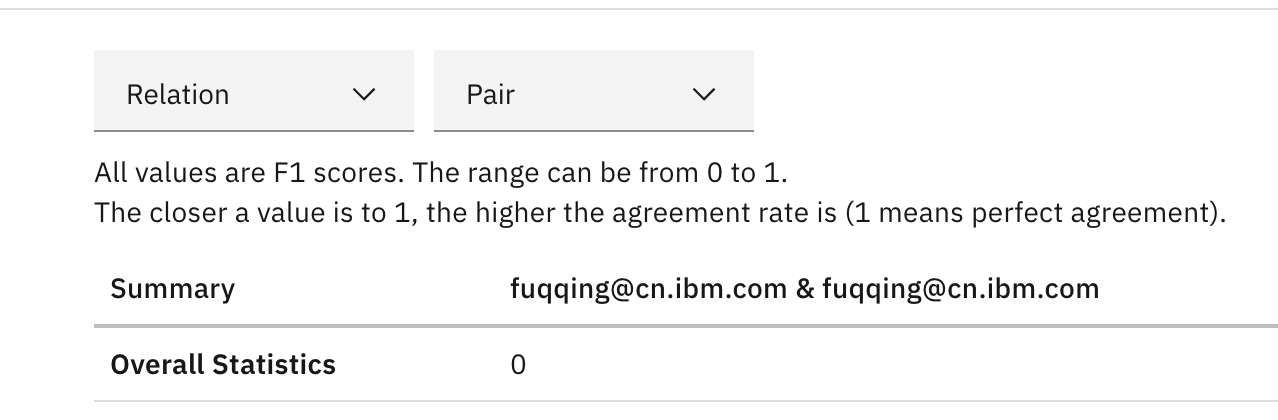 Relation Pair
All values are F1 scores. The range can be from 0 to 1.
The closer a value is to 1, the higher the agreement rate is (1 means perfect agreement).
Summary fuqqing@cn.ibm.com & fuqqing@cn.ibm.com
Overall Statistics 0